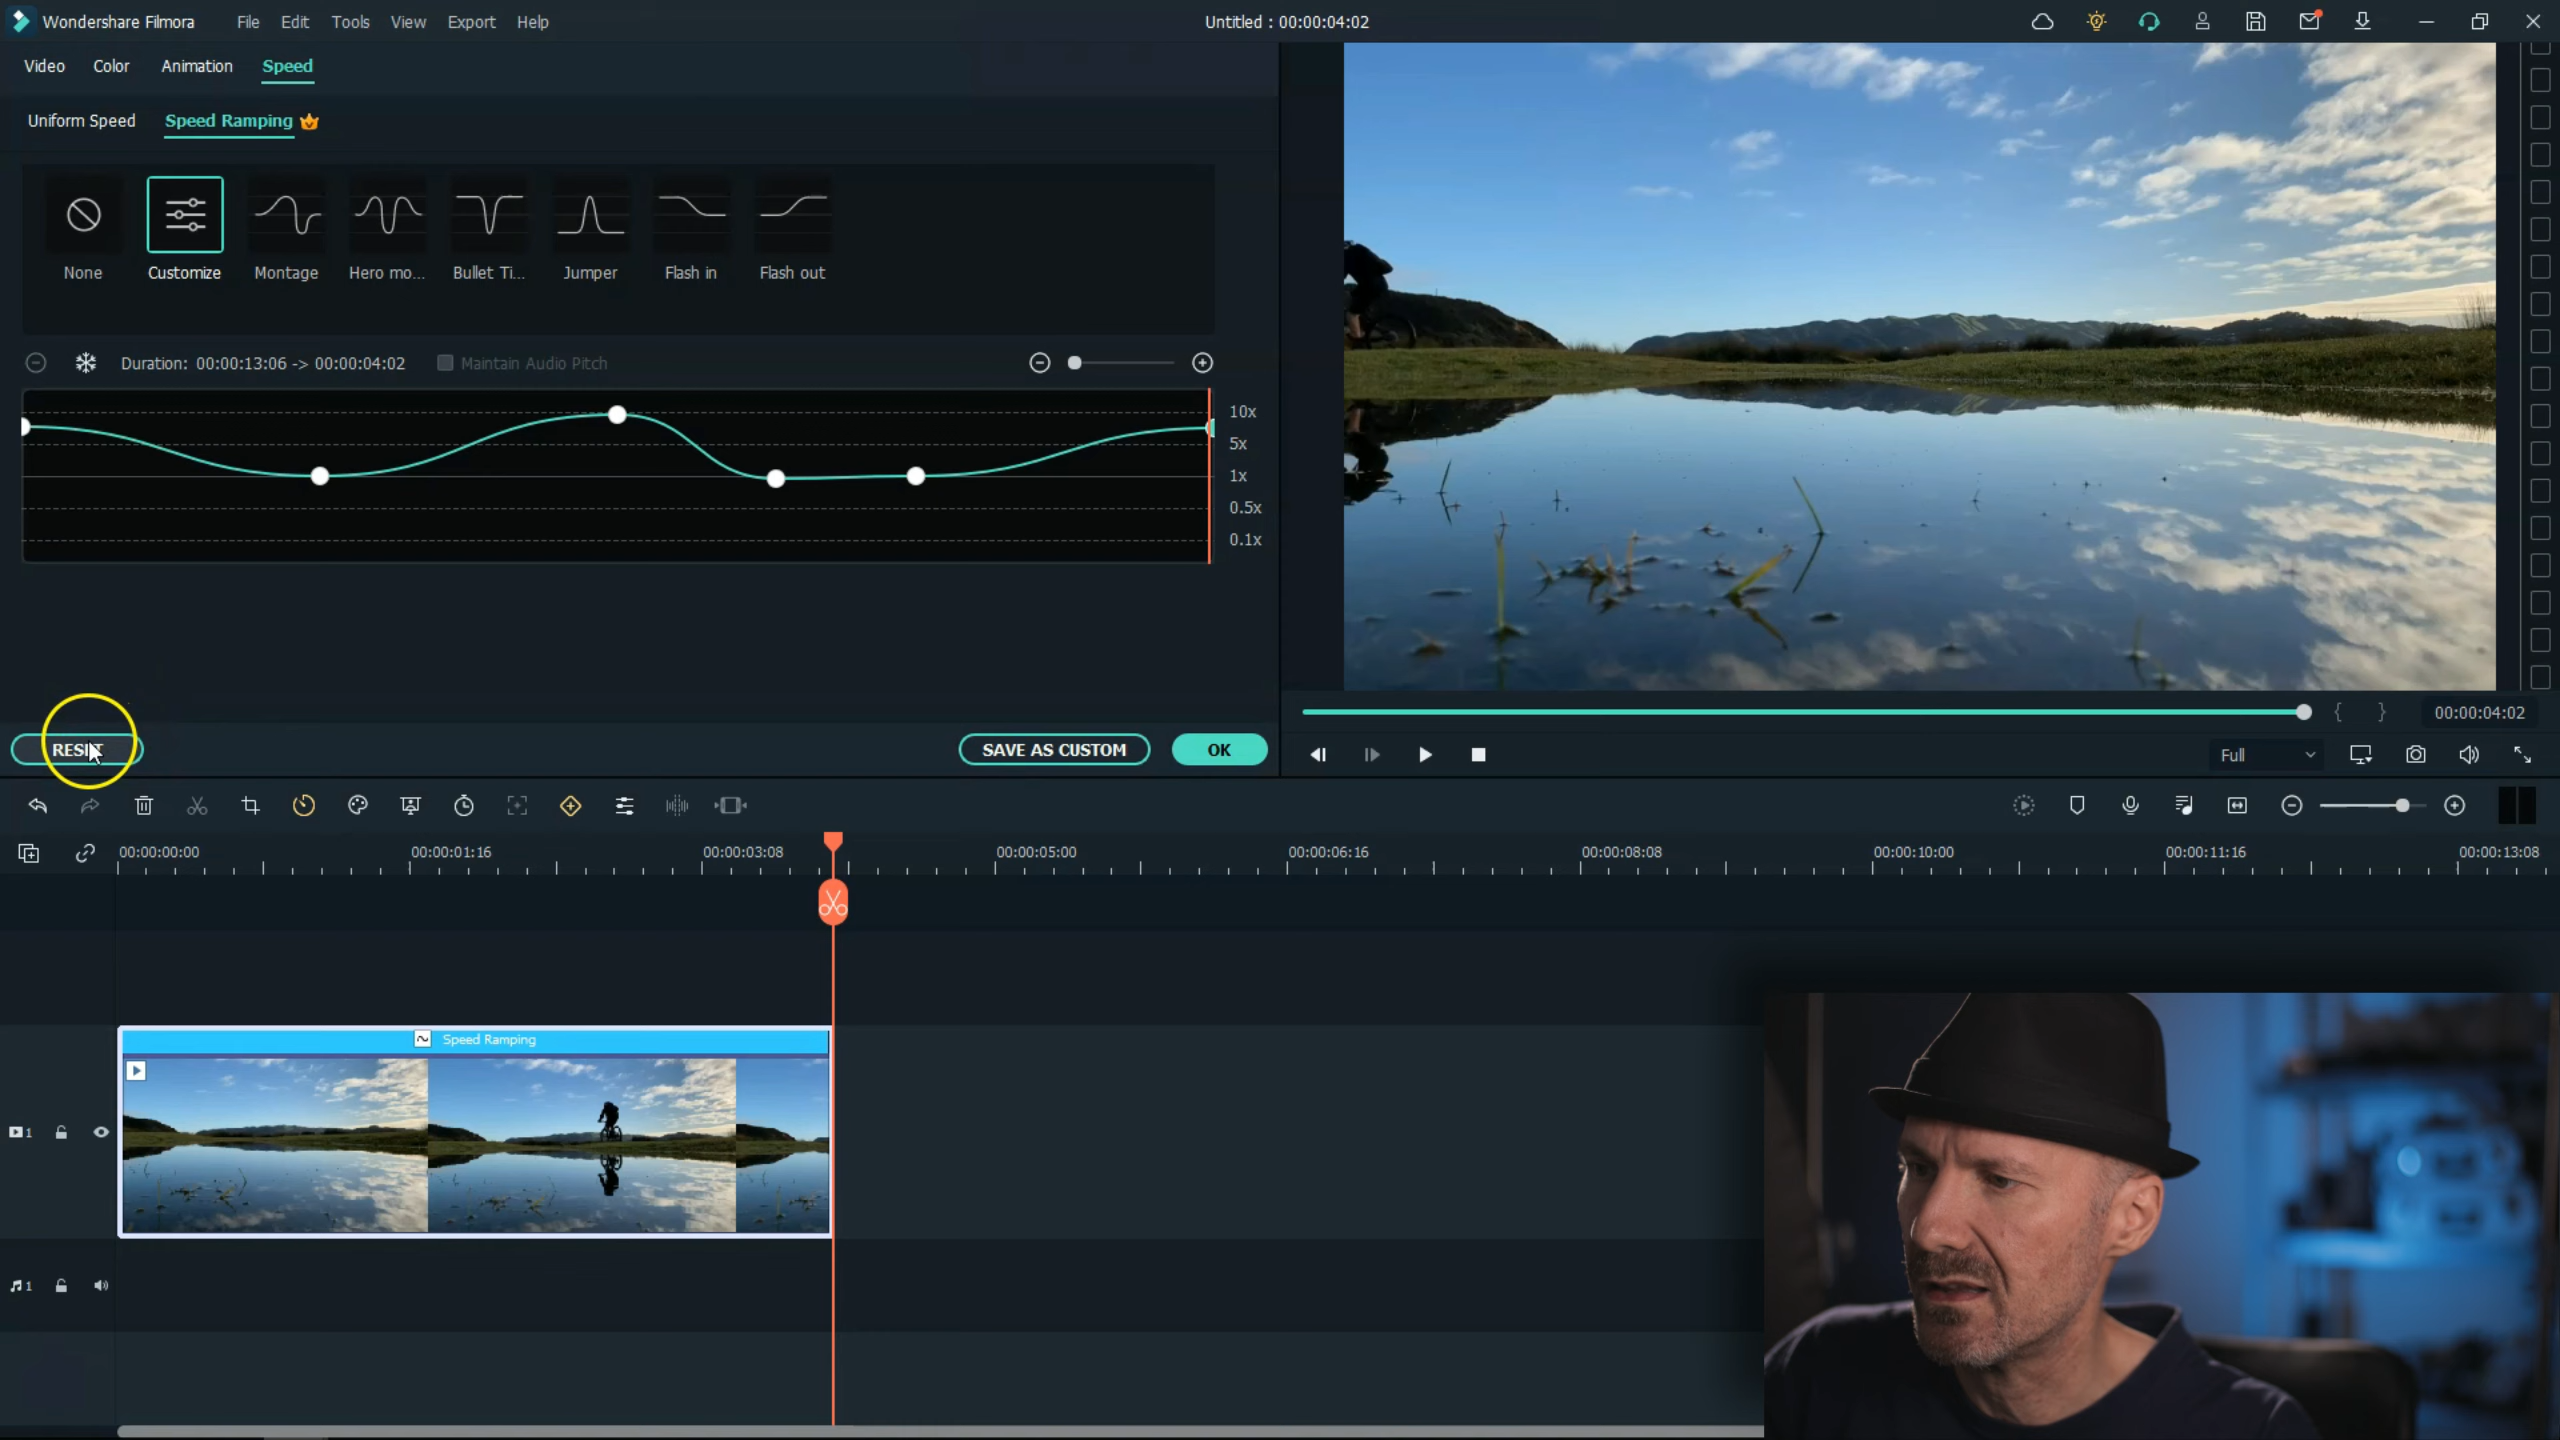 Wondershare Filmora File Edit Tools View Export Help Untitled : 00:00:04:02
Video Color Animation Speed
Uniform Speed Speed Ramping
None Customize Montage Hero mo... Bullet Ti... Jumper Flash in Flash out
Duration: 00:00:13:06 -> 00:00:04:02 Maintain Audio Pitch
10x
5x
1x
0.5x
0.1x
{ } 00:00:04:02
RESET SAVE AS CUSTOM OK
Full
00:00:00:00 00:00:01:16 00:00:03:08 00:00:05:00 00:00:06:16 00:00:08:08 00:00:10:00 00:00:11:16 00:00:13:08
Speed Ramping
1
1